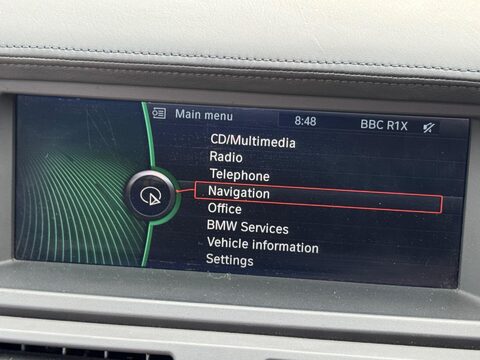 Main menu 8:48 BBC R1X
CD/Multimedia
Radio
Telephone
Navigation
Office
BMW Services
Vehicle information
Settings